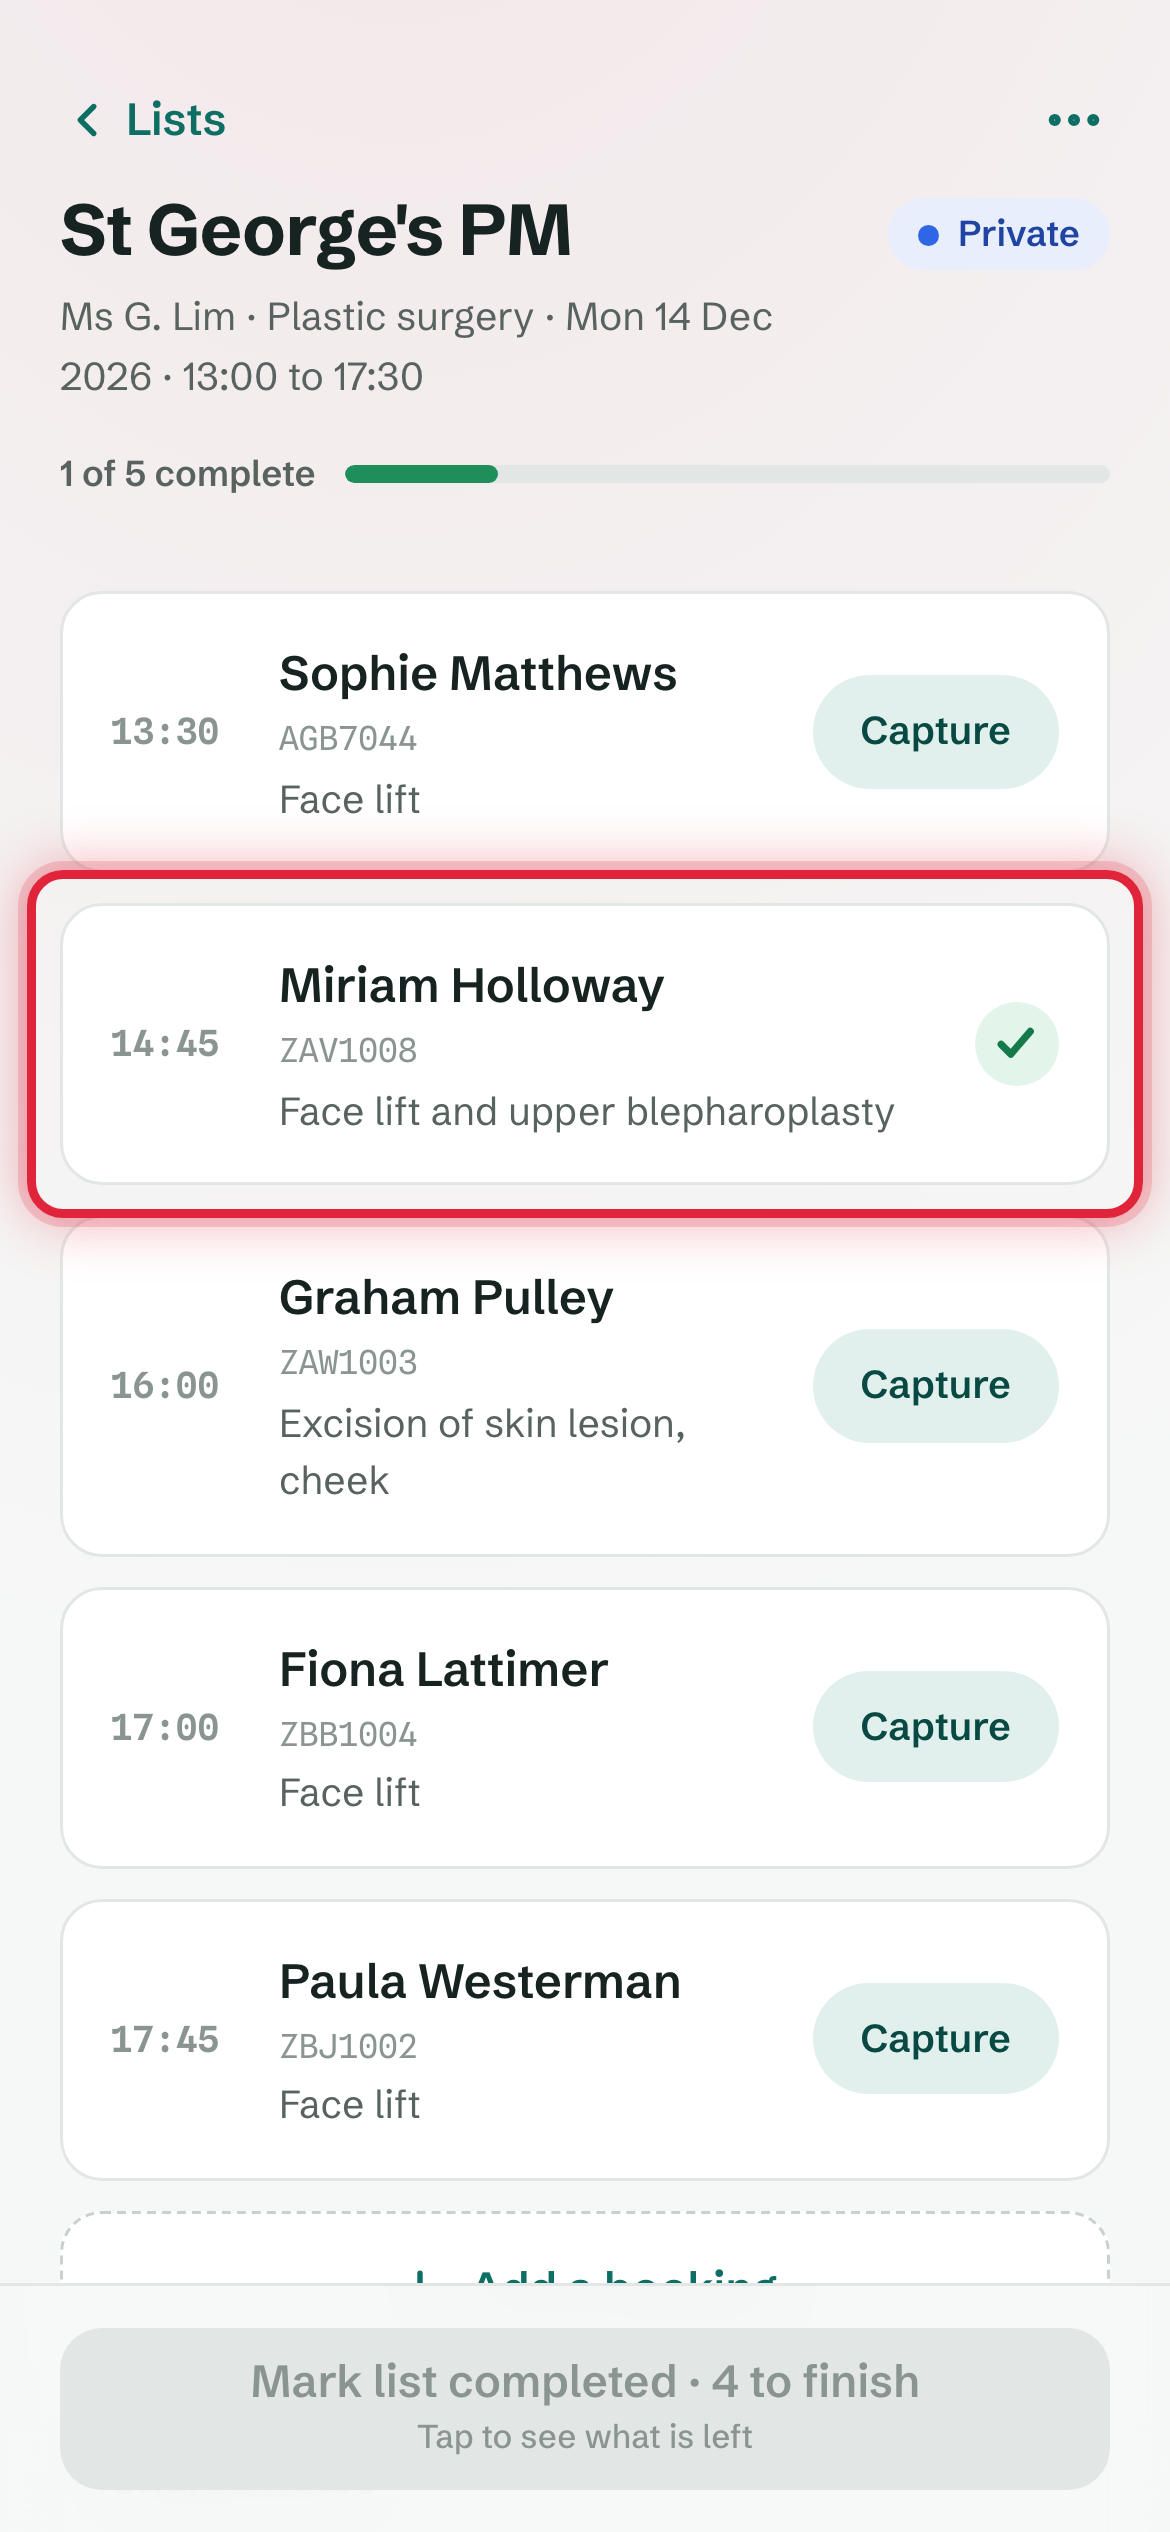 Lists
St George's PM
Private
Ms G. Lim · Plastic surgery · Mon 14 Dec
2026 · 13:00 to 17:30
1 of 5 complete
Sophie Matthews
13:30
AGB7044
Capture
Face lift
Miriam Holloway
14:45
ZAV1008
Face lift and upper blepharoplasty
Graham Pulley
16:00
ZAW1003
Capture
Excision of skin lesion,
cheek
Fiona Lattimer
17:00
ZBB1004
Capture
Face lift
Paula Westerman
17:45
ZBJ1002
Capture
Face lift
Add a booking
Mark list completed · 4 to finish
Tap to see what is left